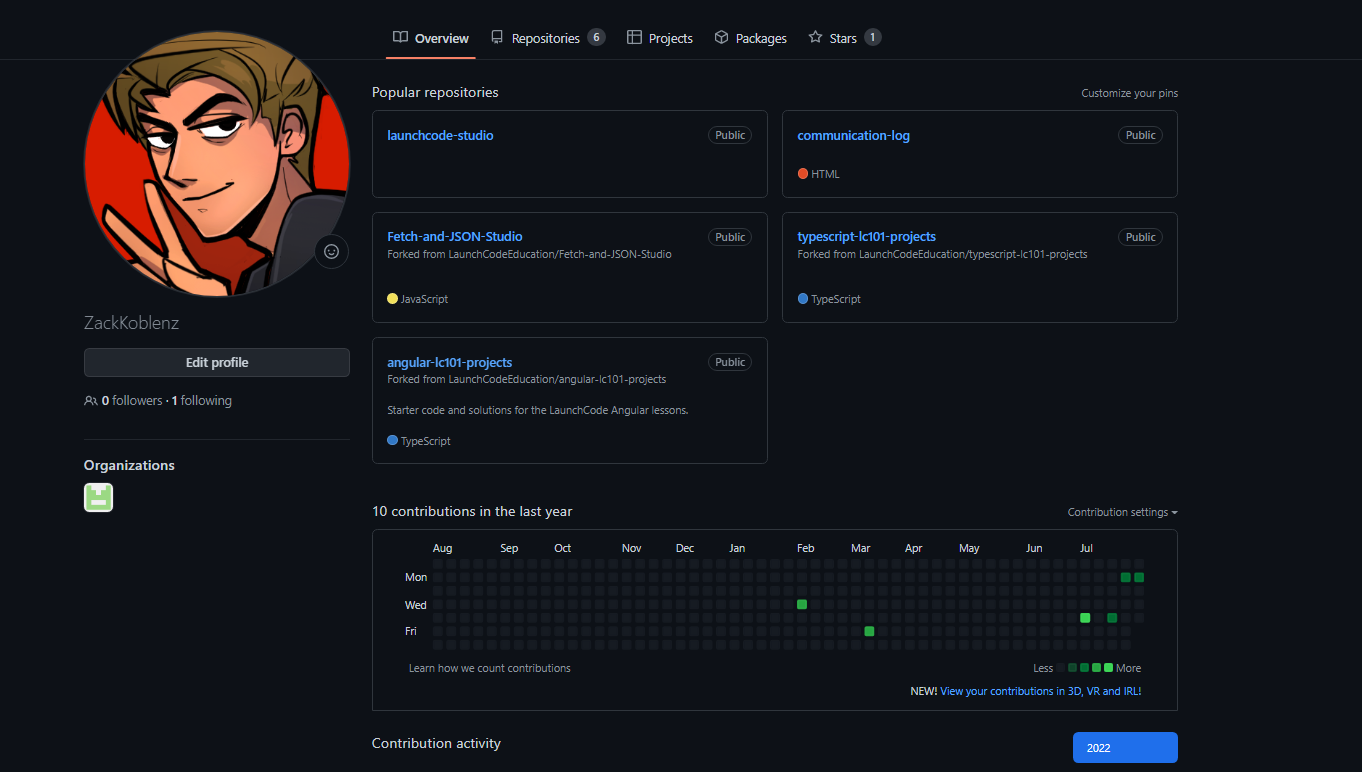 Overview Repositories 6 Projects Packages Stars 1
ZackKoblenz
Edit profile
0 followers · 1 following
Organizations
Popular repositories
Customize your pins
launchcode-studio Public
communication-log Public
HTML
Fetch-and-JSON-Studio Public
Forked from LaunchCodeEducation/Fetch-and-JSON-Studio
JavaScript
typescript-lc101-projects Public
Forked from LaunchCodeEducation/typescript-lc101-projects
TypeScript
angular-lc101-projects Public
Forked from LaunchCodeEducation/angular-lc101-projects
Starter code and solutions for the LaunchCode Angular lessons.
TypeScript
10 contributions in the last year
Contribution settings
Aug Sep Oct Nov Dec Jan Feb Mar Apr May Jun Jul
Mon
Wed
Fri
Learn how we count contributions
Less More
NEW! View your contributions in 3D, VR and IRL!
Contribution activity
2022